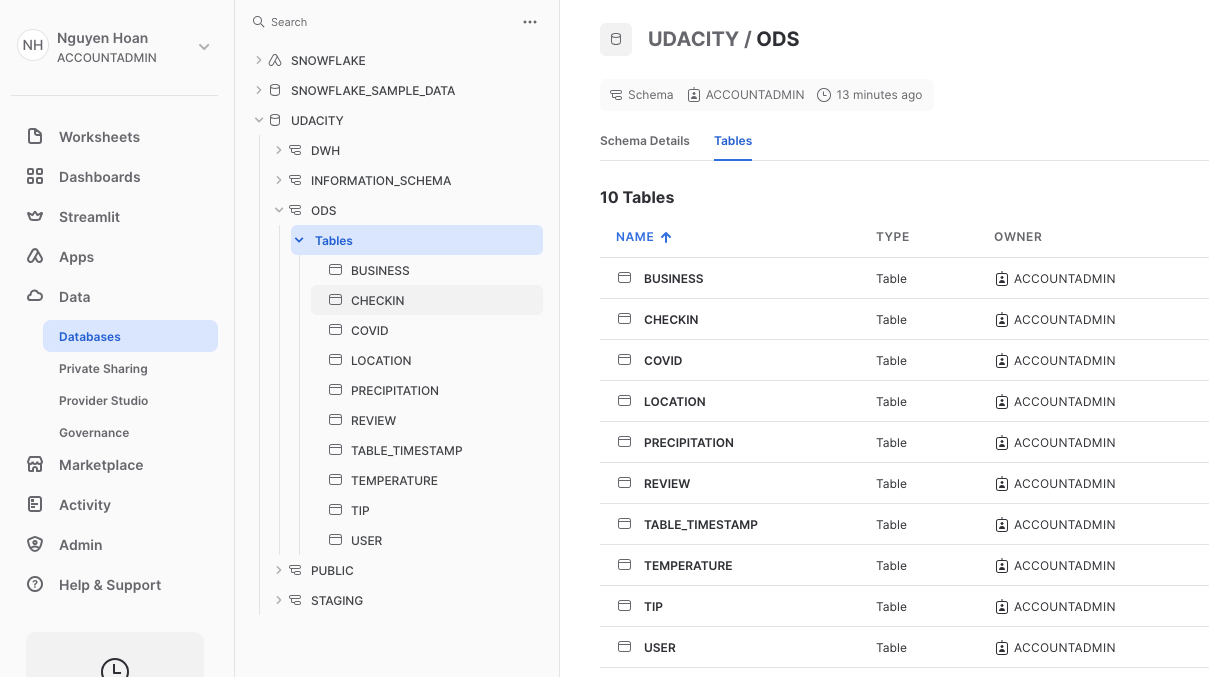 NH
Nguyen Hoan
ACCOUNTADMIN
Worksheets
Dashboards
Streamlit
Apps
Data
Databases
Private Sharing
Provider Studio
Governance
Marketplace
Activity
Admin
Help & Support
Search
SNOWFLAKE
SNOWFLAKE_SAMPLE_DATA
UDACITY
DWH
INFORMATION_SCHEMA
ODS
Tables
BUSINESS
CHECKIN
COVID
LOCATION
PRECIPITATION
REVIEW
TABLE_TIMESTAMP
TEMPERATURE
TIP
USER
PUBLIC
STAGING
UDACITY / ODS
Schema ACCOUNTADMIN 13 minutes ago
Schema Details Tables
10 Tables
NAME TYPE OWNER
BUSINESS Table ACCOUNTADMIN
CHECKIN Table ACCOUNTADMIN
COVID Table ACCOUNTADMIN
LOCATION Table ACCOUNTADMIN
PRECIPITATION Table ACCOUNTADMIN
REVIEW Table ACCOUNTADMIN
TABLE_TIMESTAMP Table ACCOUNTADMIN
TEMPERATURE Table ACCOUNTADMIN
TIP Table ACCOUNTADMIN
USER Table ACCOUNTADMIN